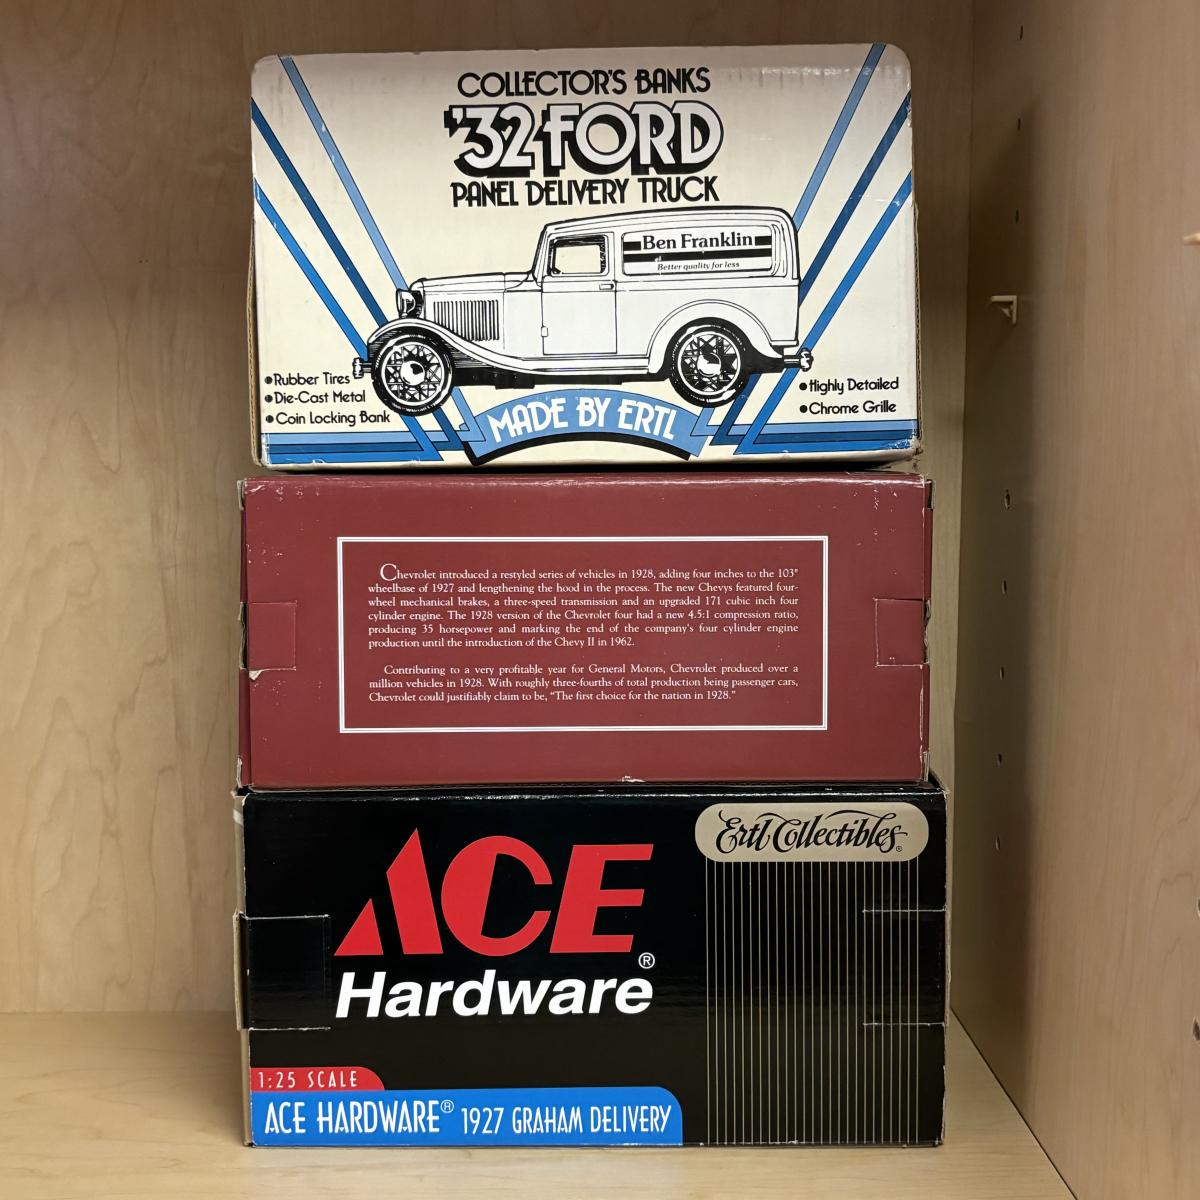 COLLECTOR'S BANKS
'32 FORD
PANEL DELIVERY TRUCK
Ben Franklin
Better quality for less
•Rubber Tires
•Die-Cast Metal
•Coin Locking Bank
•Highly Detailed
•Chrome Grille
MADE BY ERTL
Chevrolet introduced a restyled series of vehicles in 1928, adding four inches to the 103"
wheelbase of 1927 and lengthening the hood in the process. The new Chevys featured four-
wheel mechanical brakes, a three-speed transmission and an upgraded 171 cubic inch four
cylinder engine. The 1928 version of the Chevrolet four had a new 4.5:1 compression ratio,
producing 35 horsepower and marking the end of the company's four cylinder engine
production until the introduction of the Chevy II in 1962.
Contributing to a very profitable year for General Motors, Chevrolet produced over a
million vehicles in 1928. With roughly three-fourths of total production being passenger cars,
Chevrolet could justifiably claim to be, "The first choice for the nation in 1928."
Ertl Collectibles®
ACE
Hardware®
1:25 SCALE
ACE HARDWARE® 1927 GRAHAM DELIVERY